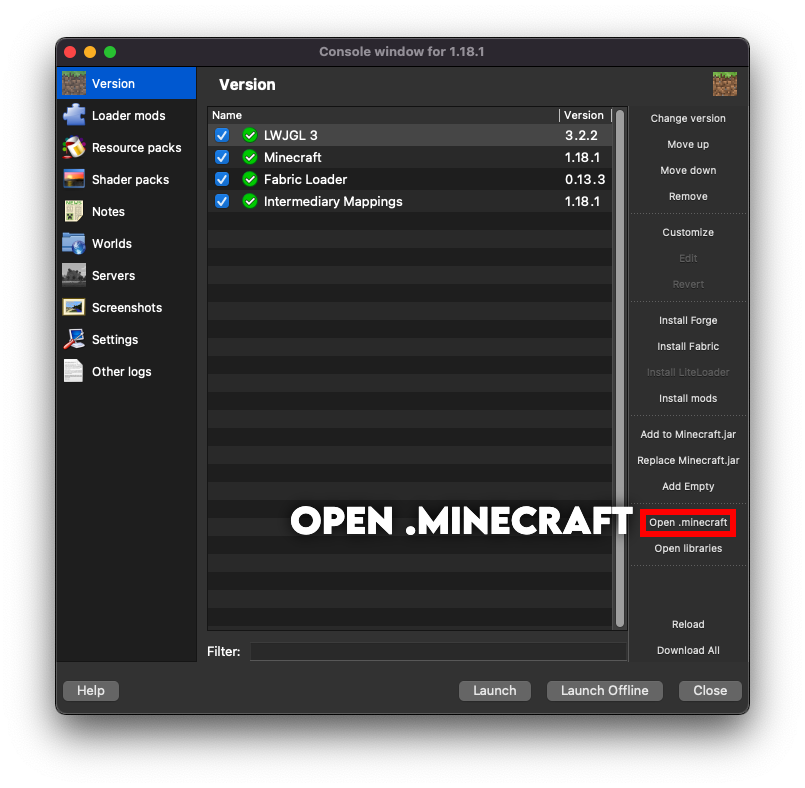 Console window for 1.18.1
Version
Loader mods
Resource packs
Shader packs
Notes
Worlds
Servers
Screenshots
Settings
Other logs
Version
Name Version
LWJGL 3 3.2.2
Minecraft 1.18.1
Fabric Loader 0.13.3
Intermediary Mappings 1.18.1
Change version
Move up
Move down
Remove
Customize
Edit
Revert
Install Forge
Install Fabric
Install LiteLoader
Install mods
Add to Minecraft.jar
Replace Minecraft.jar
Add Empty
OPEN .MINECRAFT
Open .minecraft
Open libraries
Reload
Download All
Filter:
Help
Launch
Launch Offline
Close